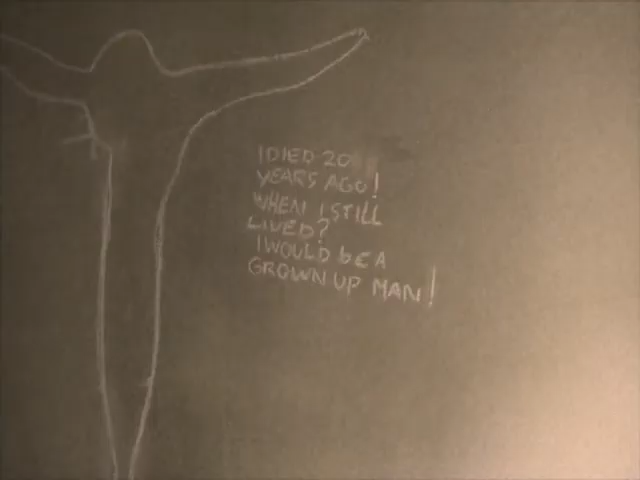 I DIED 20
YEARS AGO!
WHEN I STILL
LIVED?
I WOULD bE A
GROWN UP MAN!